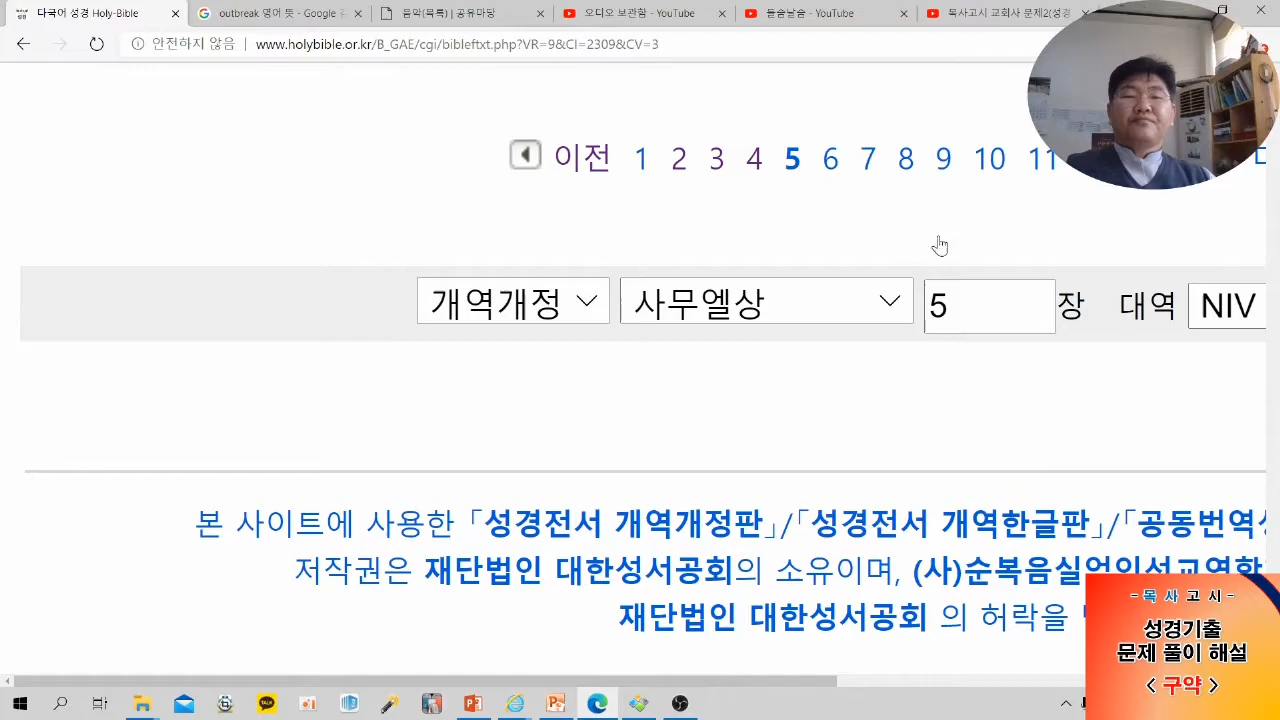 다국어 성경 Holy-Bible
outbreak 영어 뜻 - Google
음악(목록) | 공유마당
오디오 보관함 - YouTube
돌숨날숨 - YouTube
목사고시 교회사 문제2(성경
안전하지 않음 www.holybible.or.kr/B_GAE/cgi/bibleftxt.php?VR=9&CI=2309&CV=3
이전 1 2 3 4 5 6 7 8 9 10 11
개역개정 사무엘상 5 장 대역 NIV
본 사이트에 사용한 「성경전서 개역개정판」/「성경전서 개역한글판」/「공동번역
저작권은 재단법인 대한성서공회의 소유이며, (사)순복음실업인선교연합
재단법인 대한성서공회 의 허락을
-목사고시-
성경기출
문제 풀이 해설
<구약>